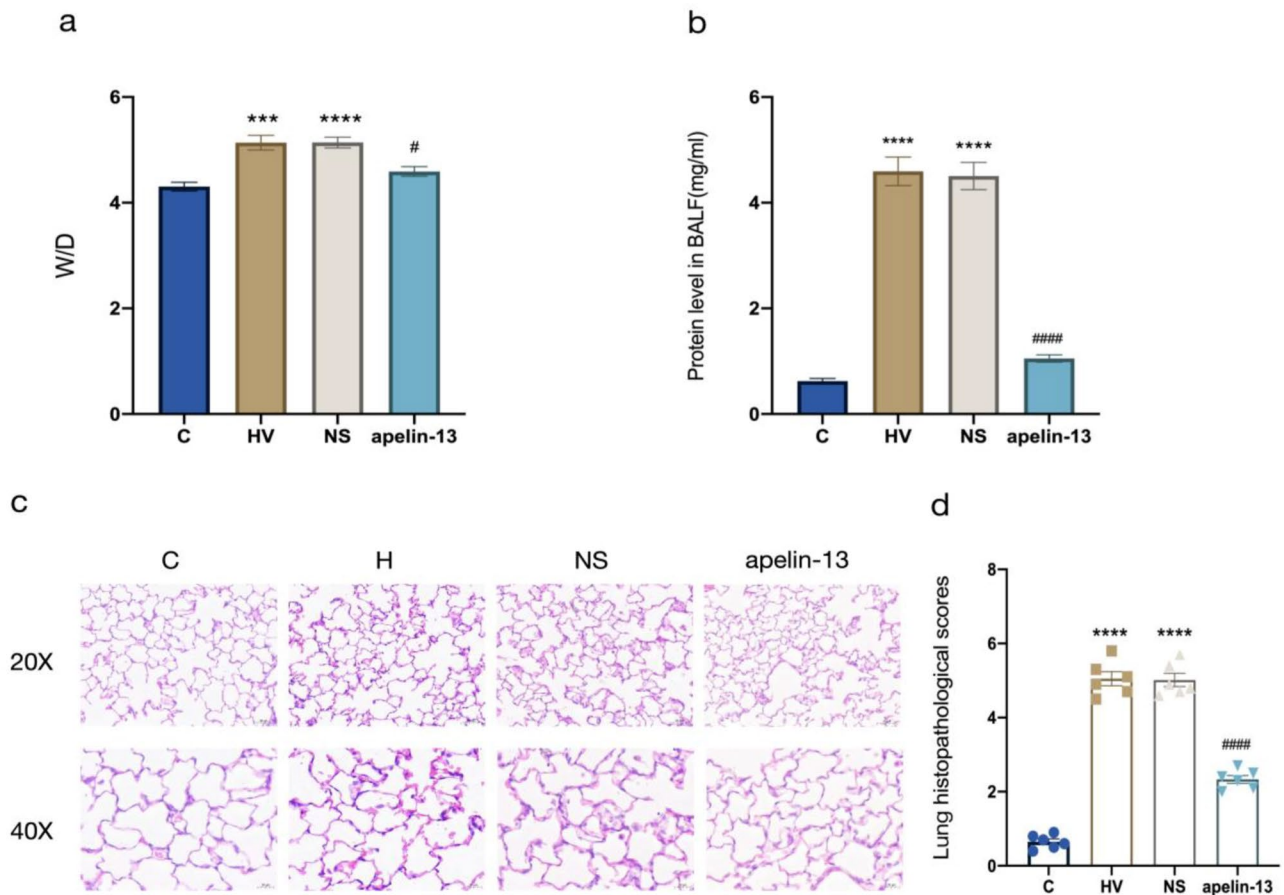 a
6
4
2
0
W/D
***
****
#
C HV NS apelin-13
b
6
4
2
0
Protein level in BALF(mg/ml)
****
****
####
C HV NS apelin-13
c
C H NS apelin-13
20X
40X
d
8
6
4
2
0
Lung histopathological scores
****
****
####
C HV NS apelin-13